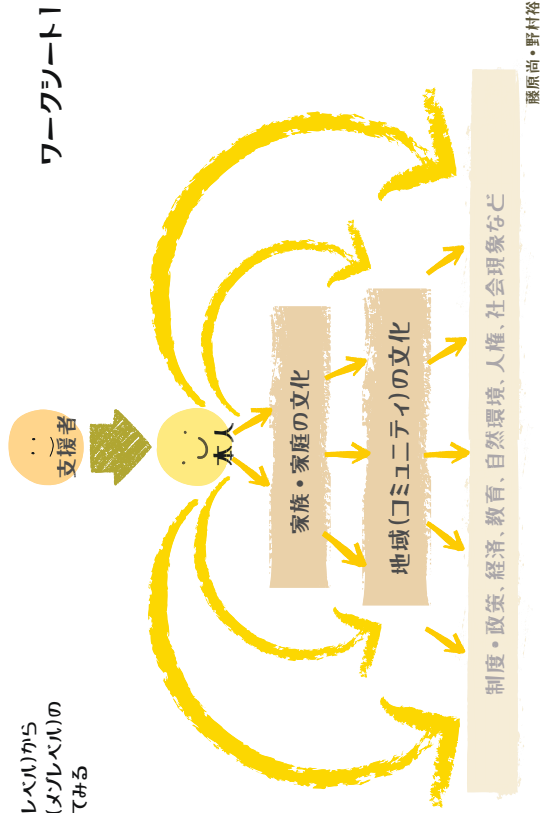 レベル)から
(メゾレベル)の
てみる
ワークシート1
支援者
本人
家族・家庭の文化
地域(コミュニティ)の文化
制度・政策、経済、教育、自然環境、人権、社会現象など
藤原尚・野村裕